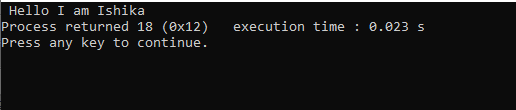 Hello I am Ishika
Process returned 18 (0x12)   execution time : 0.023 s
Press any key to continue.